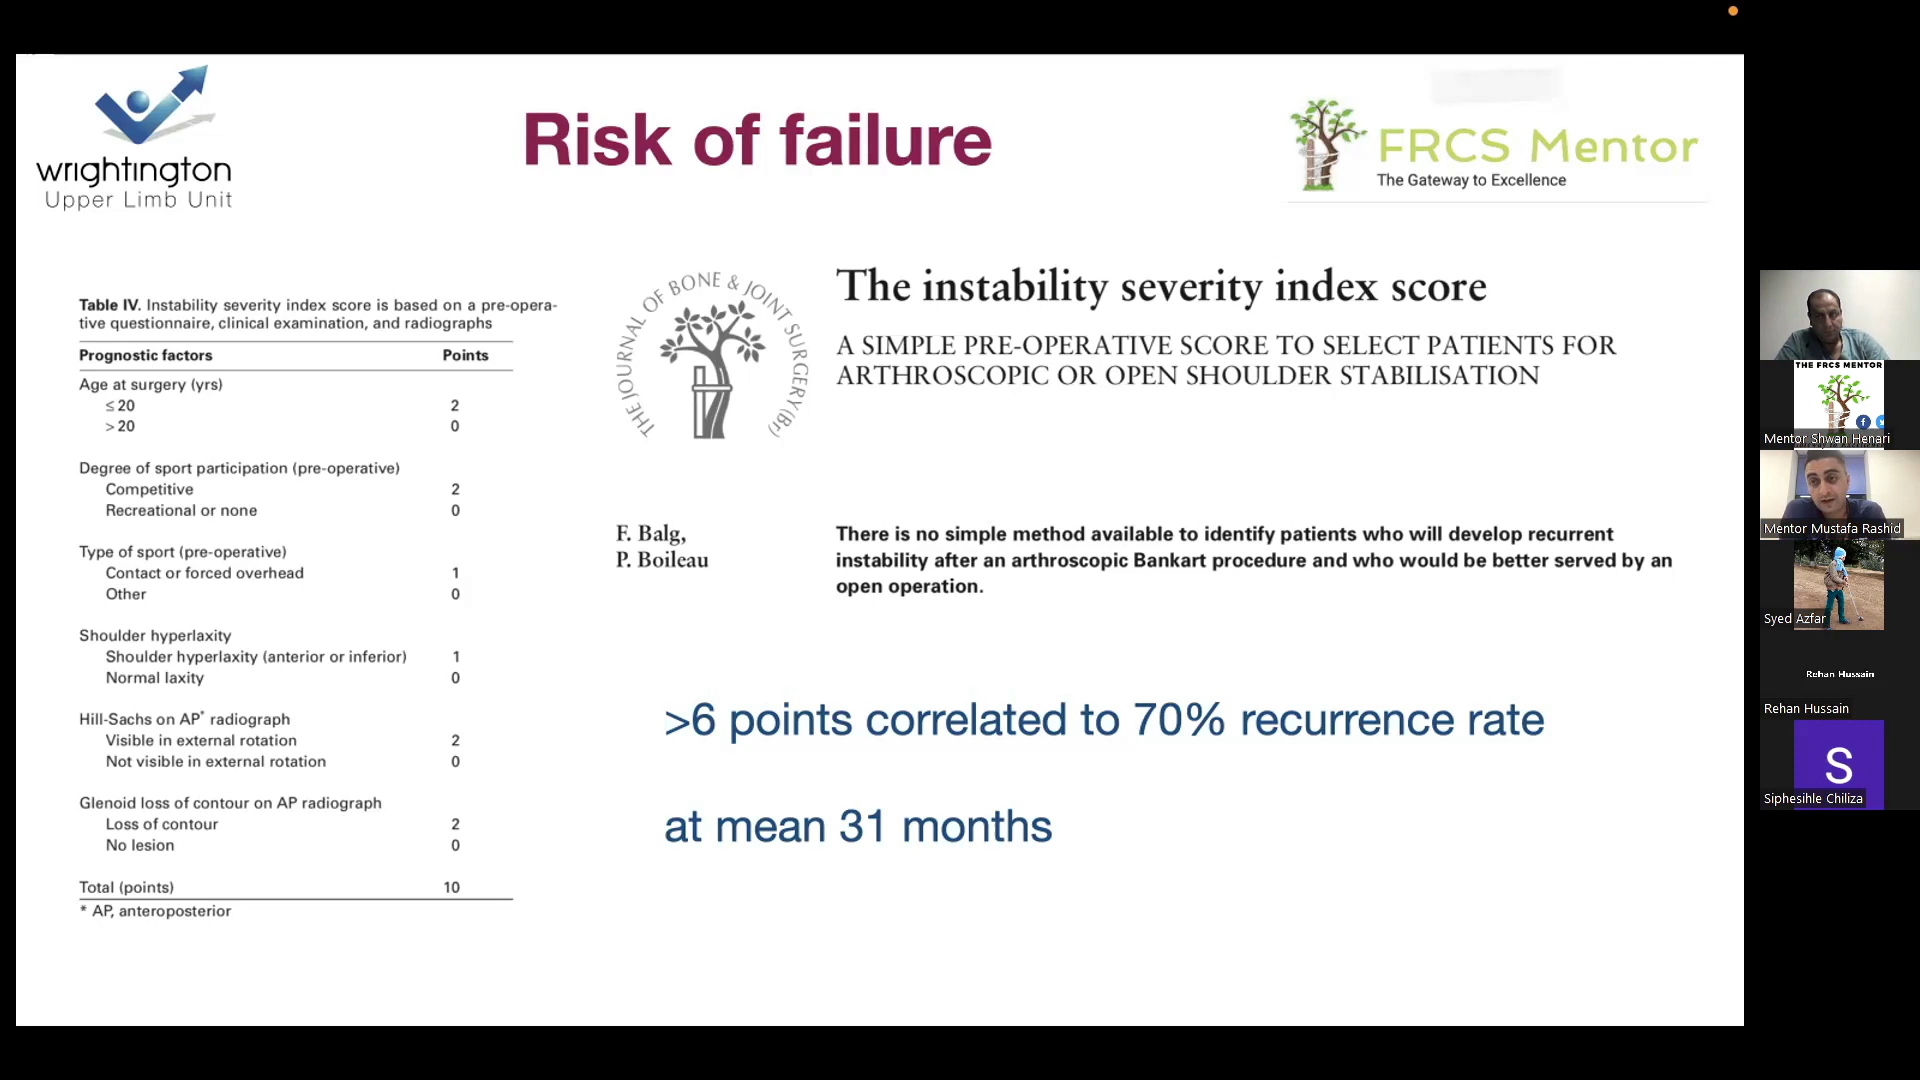 wrightington
Upper Limb Unit
Risk of failure
FRCS Mentor
The Gateway to Excellence
Table IV. Instability severity index score is based on a pre-opera-
tive questionnaire, clinical examination, and radiographs
Prognostic factors Points
Age at surgery (yrs)
≤ 20 2
> 20 0
Degree of sport participation (pre-operative)
Competitive 2
Recreational or none 0
Type of sport (pre-operative)
Contact or forced overhead 1
Other 0
Shoulder hyperlaxity
Shoulder hyperlaxity (anterior or inferior) 1
Normal laxity 0
Hill-Sachs on AP* radiograph
Visible in external rotation 2
Not visible in external rotation 0
Glenoid loss of contour on AP radiograph
Loss of contour 2
No lesion 0
Total (points) 10
* AP, anteroposterior
THE JOURNAL OF BONE & JOINT SURGERY (Br)
The instability severity index score
A SIMPLE PRE-OPERATIVE SCORE TO SELECT PATIENTS FOR
ARTHROSCOPIC OR OPEN SHOULDER STABILISATION
F. Balg,
P. Boileau
There is no simple method available to identify patients who will develop recurrent
instability after an arthroscopic Bankart procedure and who would be better served by an
open operation.
>6 points correlated to 70% recurrence rate
at mean 31 months
THE FRCS MENTOR
Mentor Shwan Henari
Mentor Mustafa Rashid
Syed Azfar
Rehan Hussain
Rehan Hussain
S
Siphesihle Chiliza